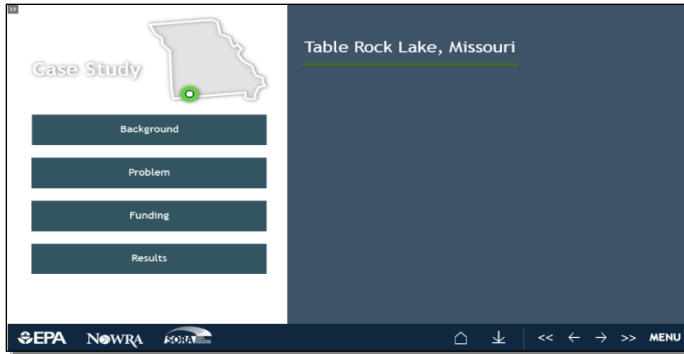 >>
Case Study
Table Rock Lake, Missouri
Background
Problem
Funding
Results
EPA NOWRA SORA << ← → >> MENU